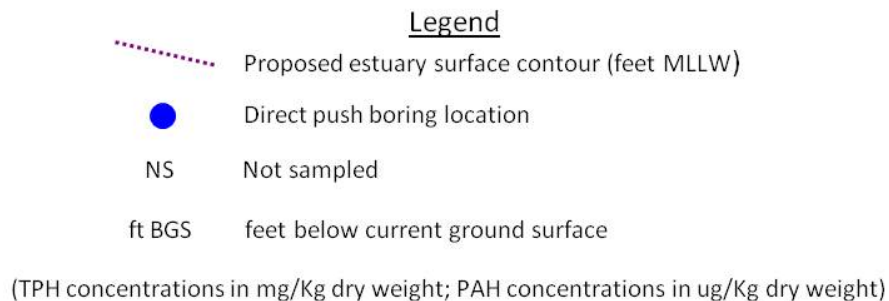 Legend
Proposed estuary surface contour (feet MLLW)
Direct push boring location
NS Not sampled
ft BGS feet below current ground surface
(TPH concentrations in mg/Kg dry weight; PAH concentrations in ug/Kg dry weight)